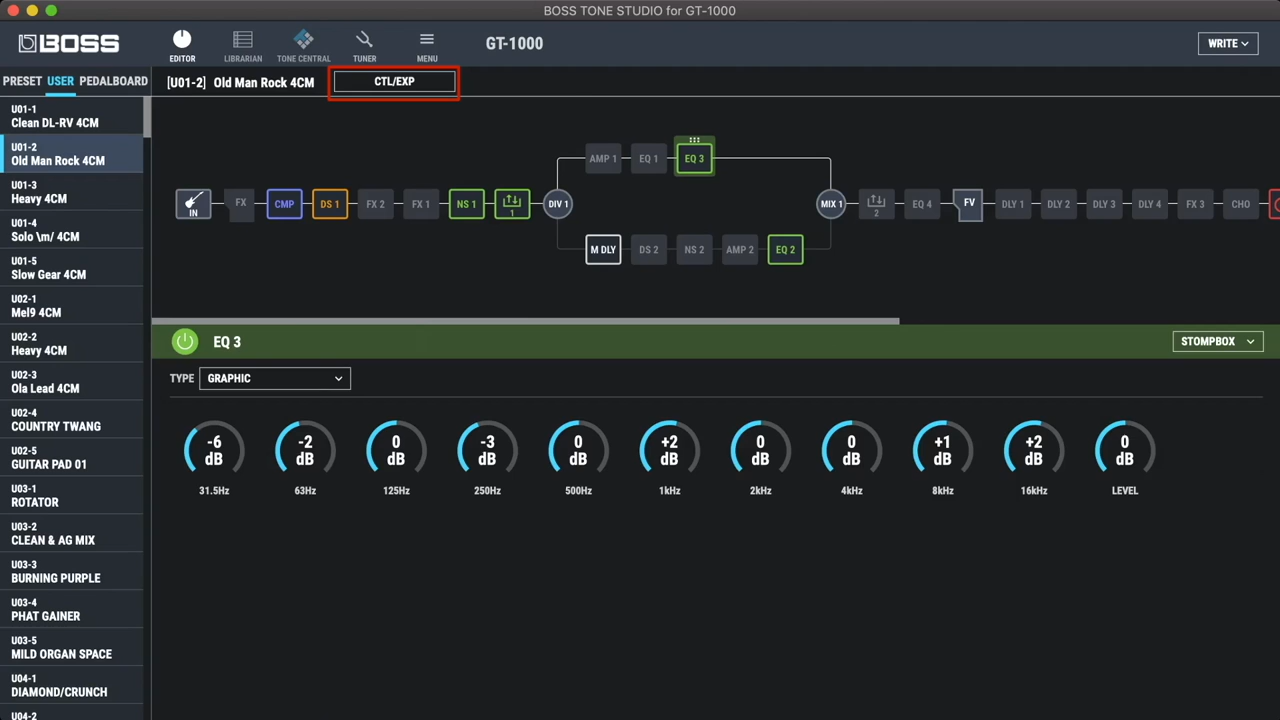 BOSS TONE STUDIO for GT-1000
BOSS
EDITOR
LIBRARIAN
TONE CENTRAL
TUNER
MENU
GT-1000
WRITE
PRESET USER PEDALBOARD
[U01-2] Old Man Rock 4CM
CTL/EXP
U01-1
Clean DL-RV 4CM
U01-2
Old Man Rock 4CM
U01-3
Heavy 4CM
U01-4
Solo \m/ 4CM
U01-5
Slow Gear 4CM
U02-1
Mel9 4CM
U02-2
Heavy 4CM
U02-3
Ola Lead 4CM
U02-4
COUNTRY TWANG
U02-5
GUITAR PAD 01
U03-1
ROTATOR
U03-2
CLEAN & AG MIX
U03-3
BURNING PURPLE
U03-4
PHAT GAINER
U03-5
MILD ORGAN SPACE
U04-1
DIAMOND/CRUNCH
U04-2
AMP 1 EQ 1 EQ 3
IN FX CMP DS 1 FX 2 FX 1 NS 1 1 DIV 1 MIX 1 2 EQ 4 FV DLY 1 DLY 2 DLY 3 DLY 4 FX 3 CHO
M DLY DS 2 NS 2 AMP 2 EQ 2
EQ 3
STOMPBOX
TYPE GRAPHIC
-6 -2 0 -3 0 +2 0 0 +1 +2 0
dB dB dB dB dB dB dB dB dB dB dB
31.5Hz 63Hz 125Hz 250Hz 500Hz 1kHz 2kHz 4kHz 8kHz 16kHz LEVEL